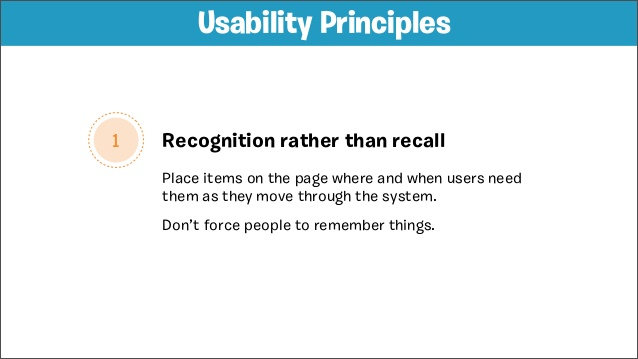 Usability Principles
1
Recognition rather than recall
Place items on the page where and when users need
them as they move through the system.
Don’t force people to remember things.